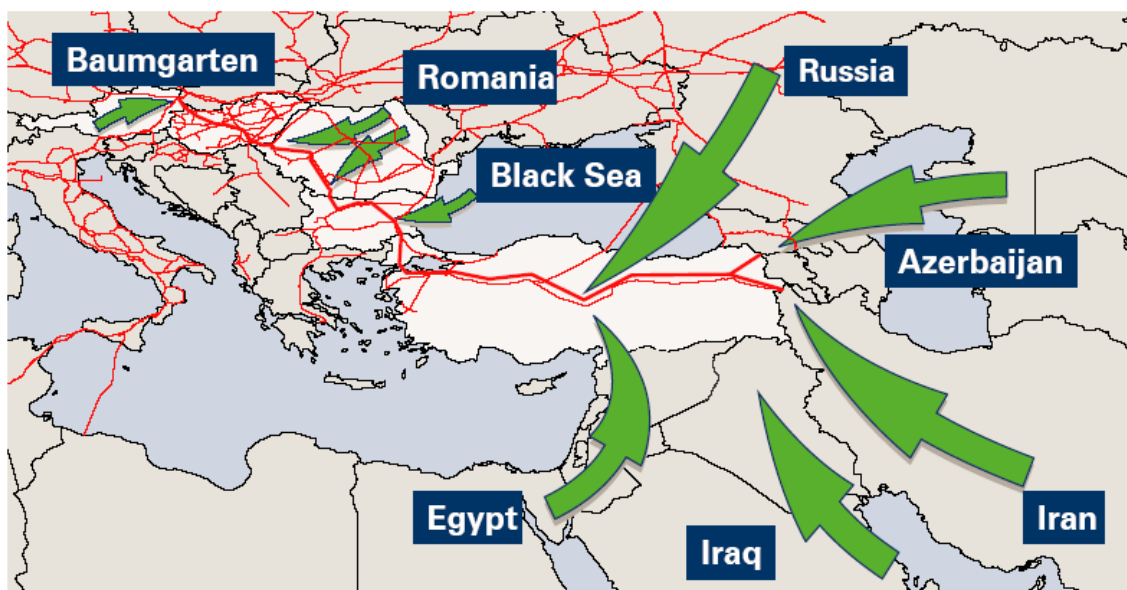 Baumgarten
Romania
Russia
Black Sea
Azerbaijan
Egypt
Iraq
Iran